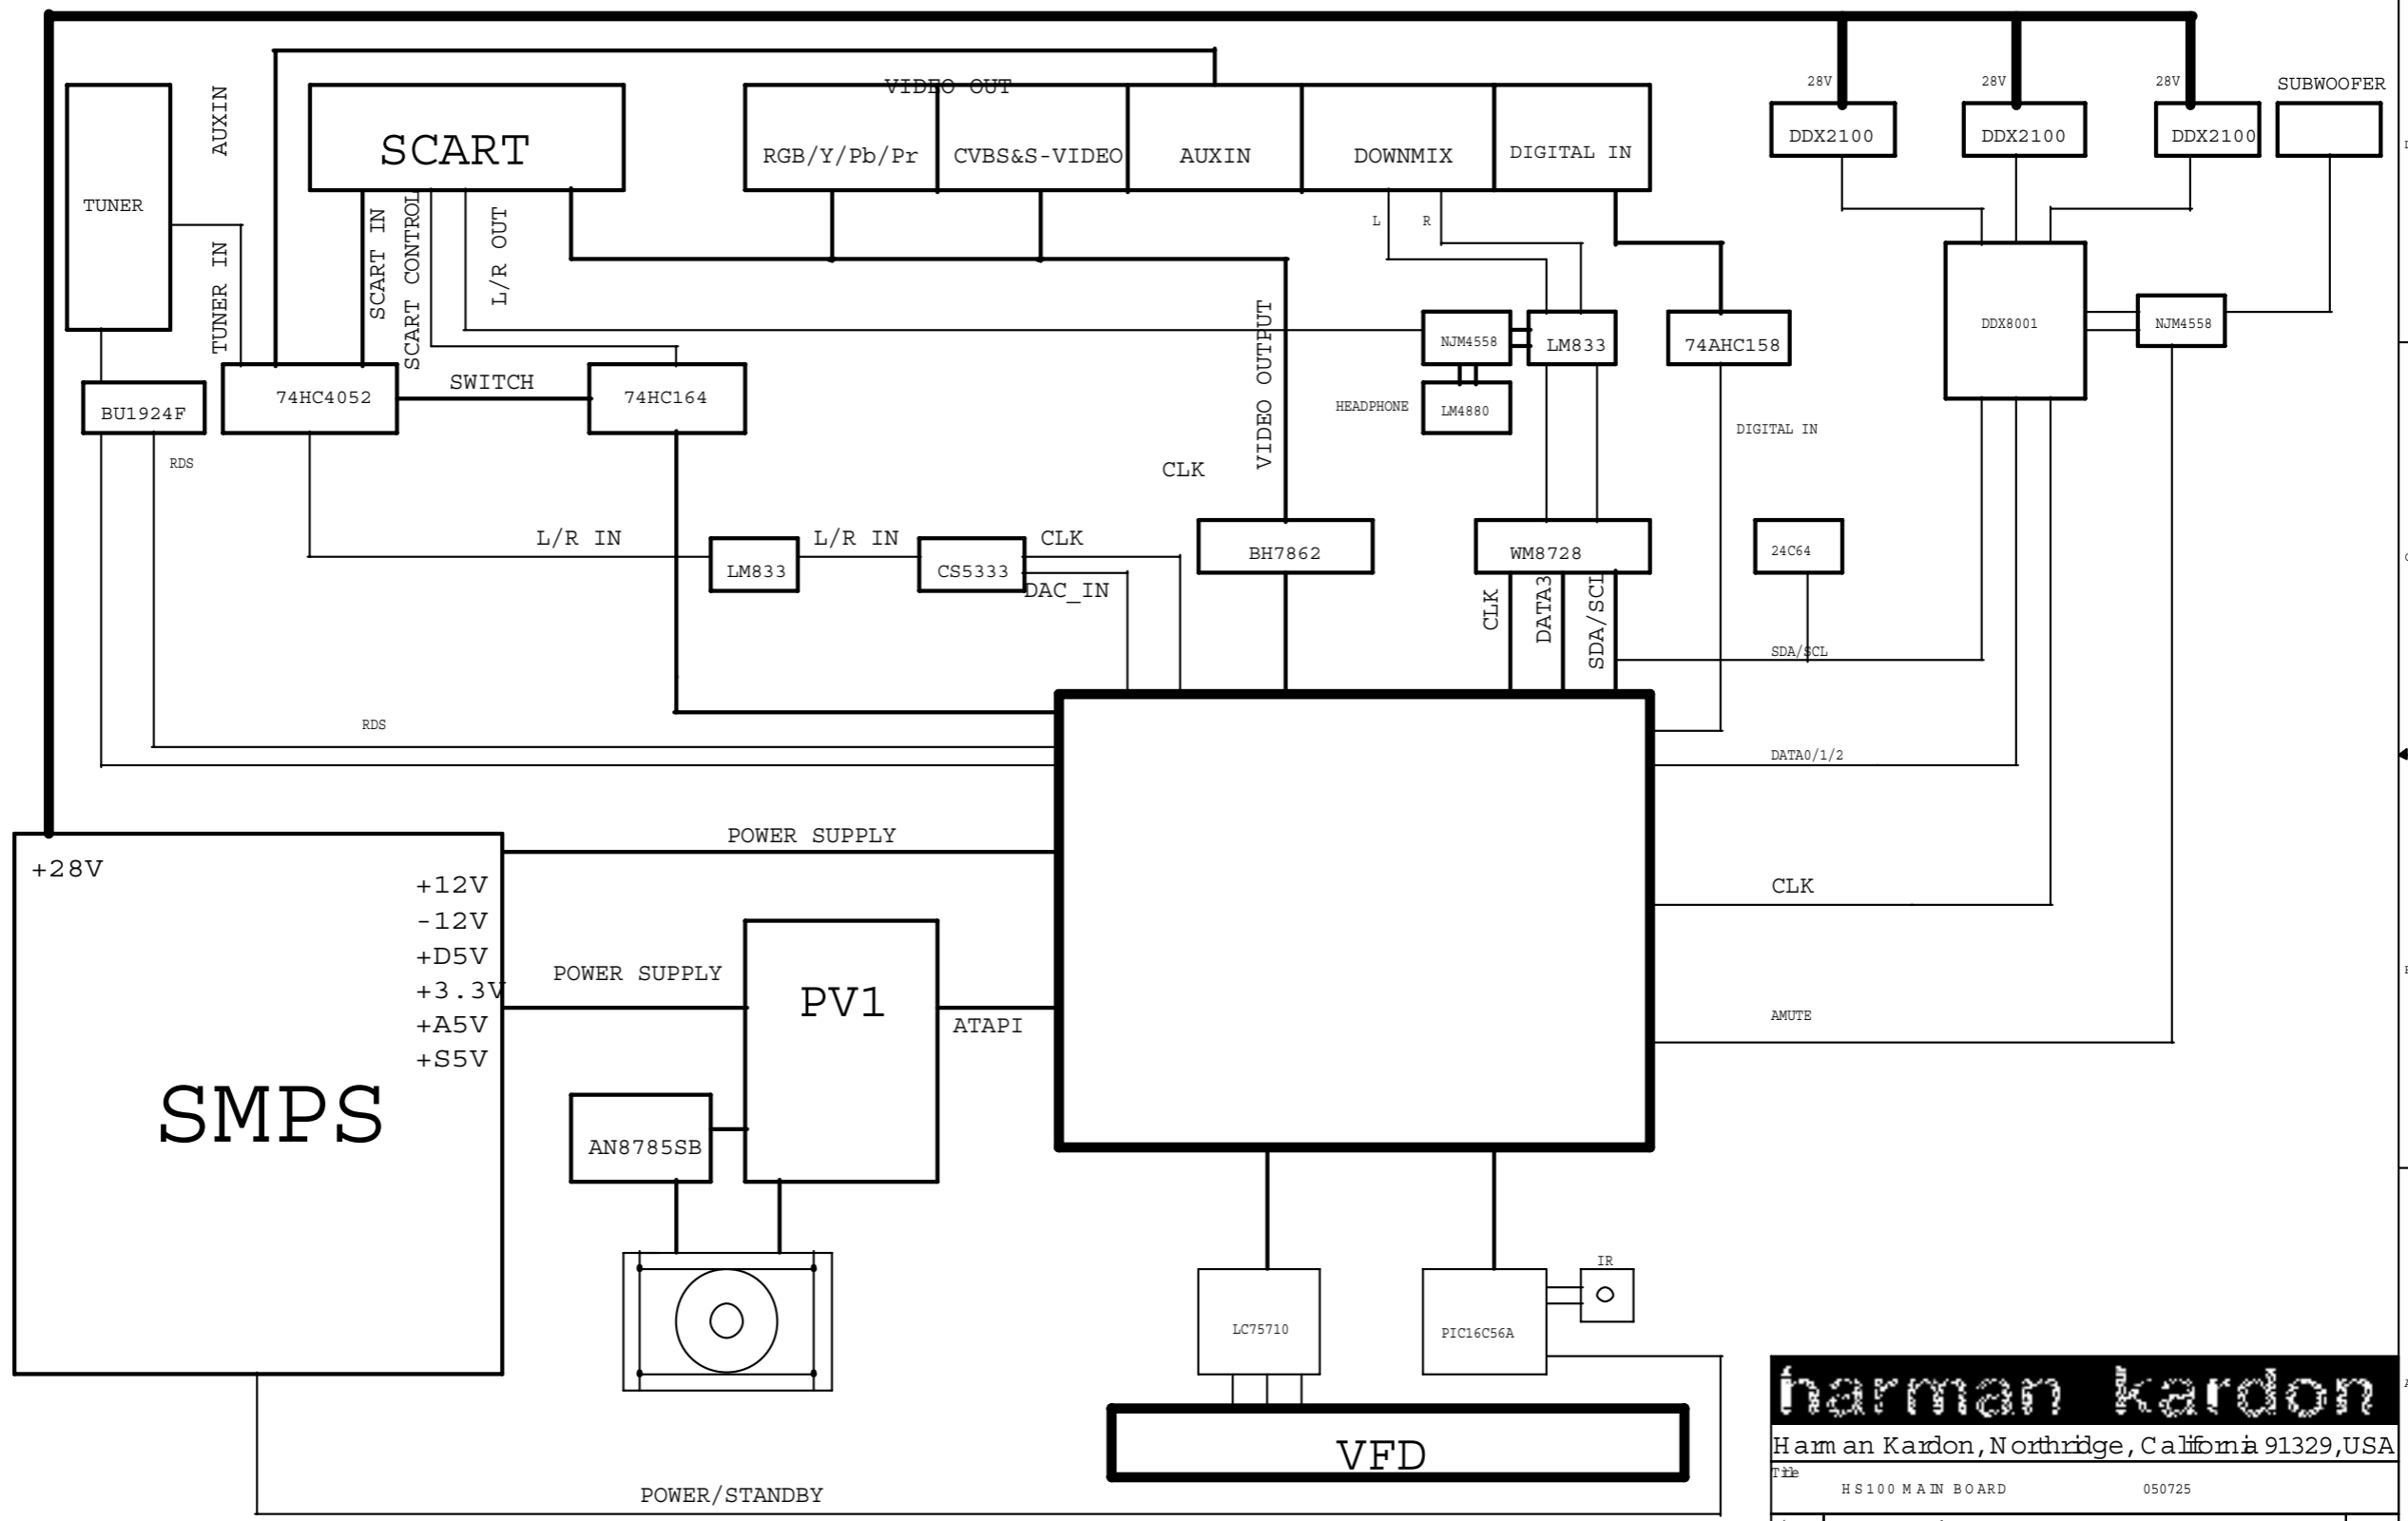 VIDEO OUT
AUXIN
SCART
TUNER
RGB/Y/Pb/Pr
CVBS&S-VIDEO
AUXIN
DOWNMIX
DIGITAL IN
28V
28V
28V
SUBWOOFER
DDX2100
DDX2100
DDX2100
TUNER IN
SCART IN
SCART CONTROL
L/R OUT
L
R
VIDEO OUTPUT
NJM4558
LM833
74AHC158
DDX8001
NJM4558
BU1924F
74HC4052
SWITCH
74HC164
HEADPHONE
LM4880
DIGITAL IN
RDS
CLK
L/R IN
LM833
L/R IN
CS5333
CLK
DAC_IN
BH7862
WM8728
24C64
CLK
DATA3
SDA/SCL
SDA/SCL
RDS
DATA0/1/2
POWER SUPPLY
+28V
+12V
-12V
+D5V
+3.3V
+A5V
+S5V
SMPS
CLK
POWER SUPPLY
PV1
ATAPI
AMUTE
AN8785SB
IR
LC75710
PIC16C56A
VFD
POWER/STANDBY
harman kardon
Harman Kardon, Northridge, California 91329, USA
Title
HS100 MAIN BOARD 050725